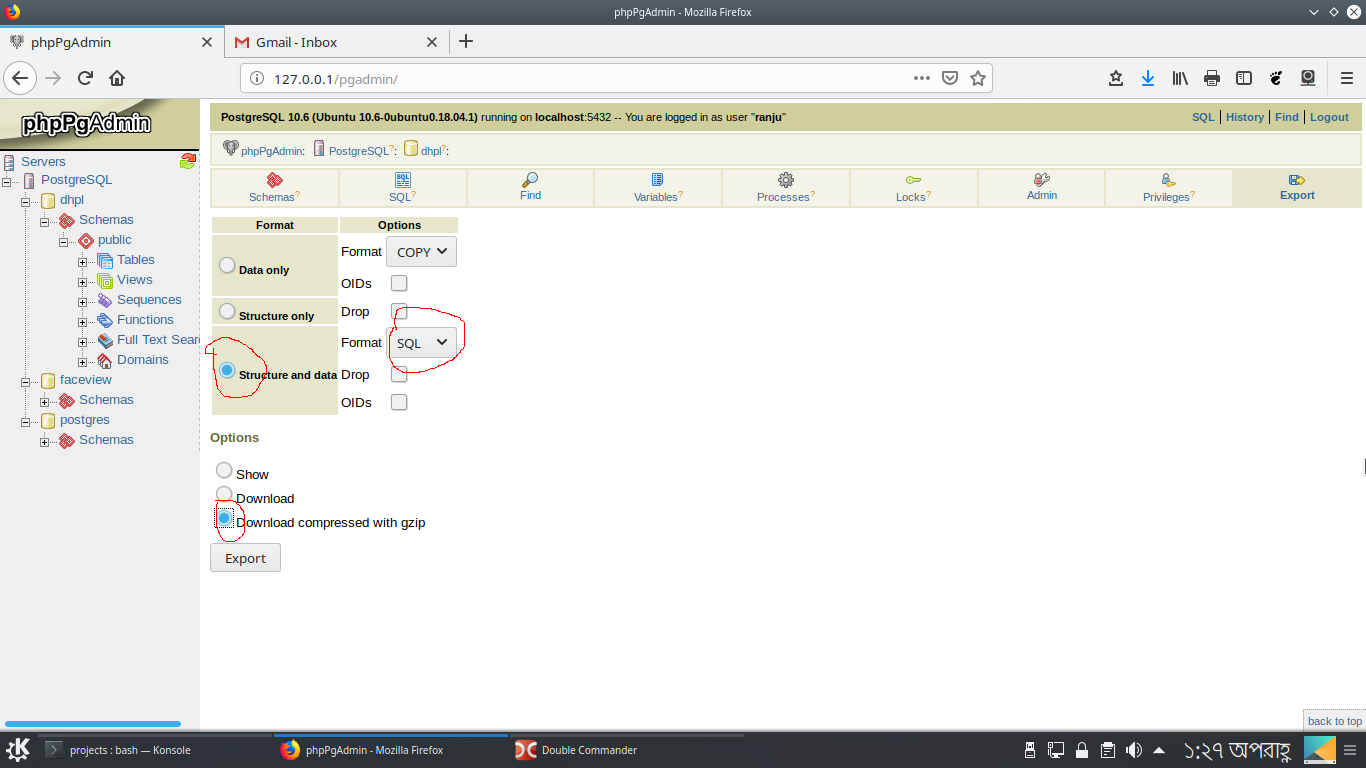 phpPgAdmin - Mozilla Firefox
phpPgAdmin
Gmail - Inbox
127.0.0.1/pgadmin/
phpPgAdmin
PostgreSQL 10.6 (Ubuntu 10.6-0ubuntu0.18.04.1) running on localhost:5432 -- You are logged in as user "ranju"
SQL | History | Find | Logout
phpPgAdmin: PostgreSQL?: dhpl?:
Schemas? SQL? Find Variables? Processes? Locks? Admin Privileges? Export
Servers
PostgreSQL
dhpl
Schemas
public
Tables
Views
Sequences
Functions
Full Text Sear
Domains
faceview
Schemas
postgres
Schemas
Format Options
Data only
Format COPY
OIDs
Structure only
Drop
Structure and data
Format SQL
Drop
OIDs
Options
Show
Download
Download compressed with gzip
Export
back to top
projects : bash — Konsole
phpPgAdmin - Mozilla Firefox
Double Commander
১:২৭ অপরাহ্ণ